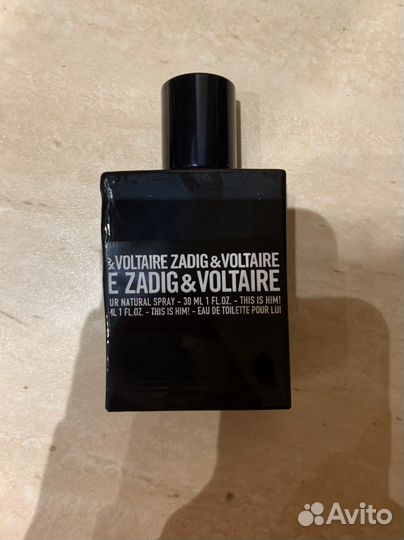 &VOLTAIRE ZADIG&VOLTAIRE
E ZADIG&VOLTAIRE
UR NATURAL SPRAY - 30 ML 1 FL.OZ. - THIS IS HIM!
ML 1 FL.OZ. - THIS IS HIM! - EAU DE TOILETTE POUR LUI
Avito